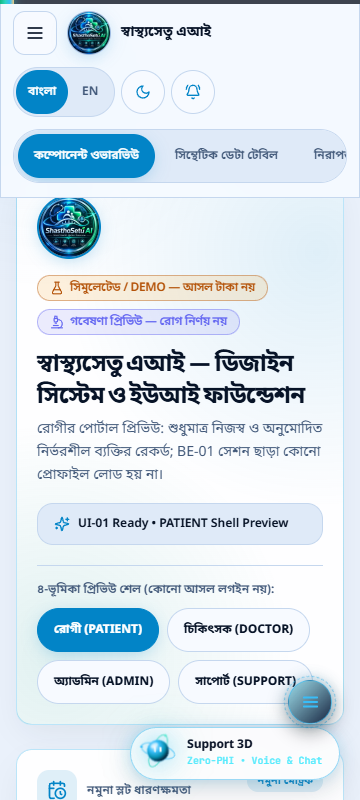 স্বাস্থ্যসেতু এআই
বাংলা EN
কম্পোনেন্ট ওভারভিউ সিন্থেটিক ডেটা টেবিল
ShasthoSetu AI
সিমুলেটেড / DEMO — আসল টাকা নয়
গবেষণা প্রিভিউ — রোগ নির্ণয় নয়
স্বাস্থ্যসেতু এআই — ডিজাইন
সিস্টেম ও ইউআই ফাউন্ডেশন
রোগীর পোর্টাল প্রিভিউ: শুধুমাত্র নিজস্ব ও অনুমোদিত
নির্ভরশীল ব্যক্তির রেকর্ড; BE-01 সেশন ছাড়া কোনো
প্রোফাইল লোড হয় না।
UI-01 Ready • PATIENT Shell Preview
৪-ভূমিকা প্রিভিউ শেল (কোনো আসল লগইন নয়):
রোগী (PATIENT) চিকিৎসক (DOCTOR)
অ্যাডমিন (ADMIN) সাপোর্ট (SUPPORT)
Support 3D
Zero-PHI • Voice & Chat
নমুনা স্লট ধারণক্ষমতা